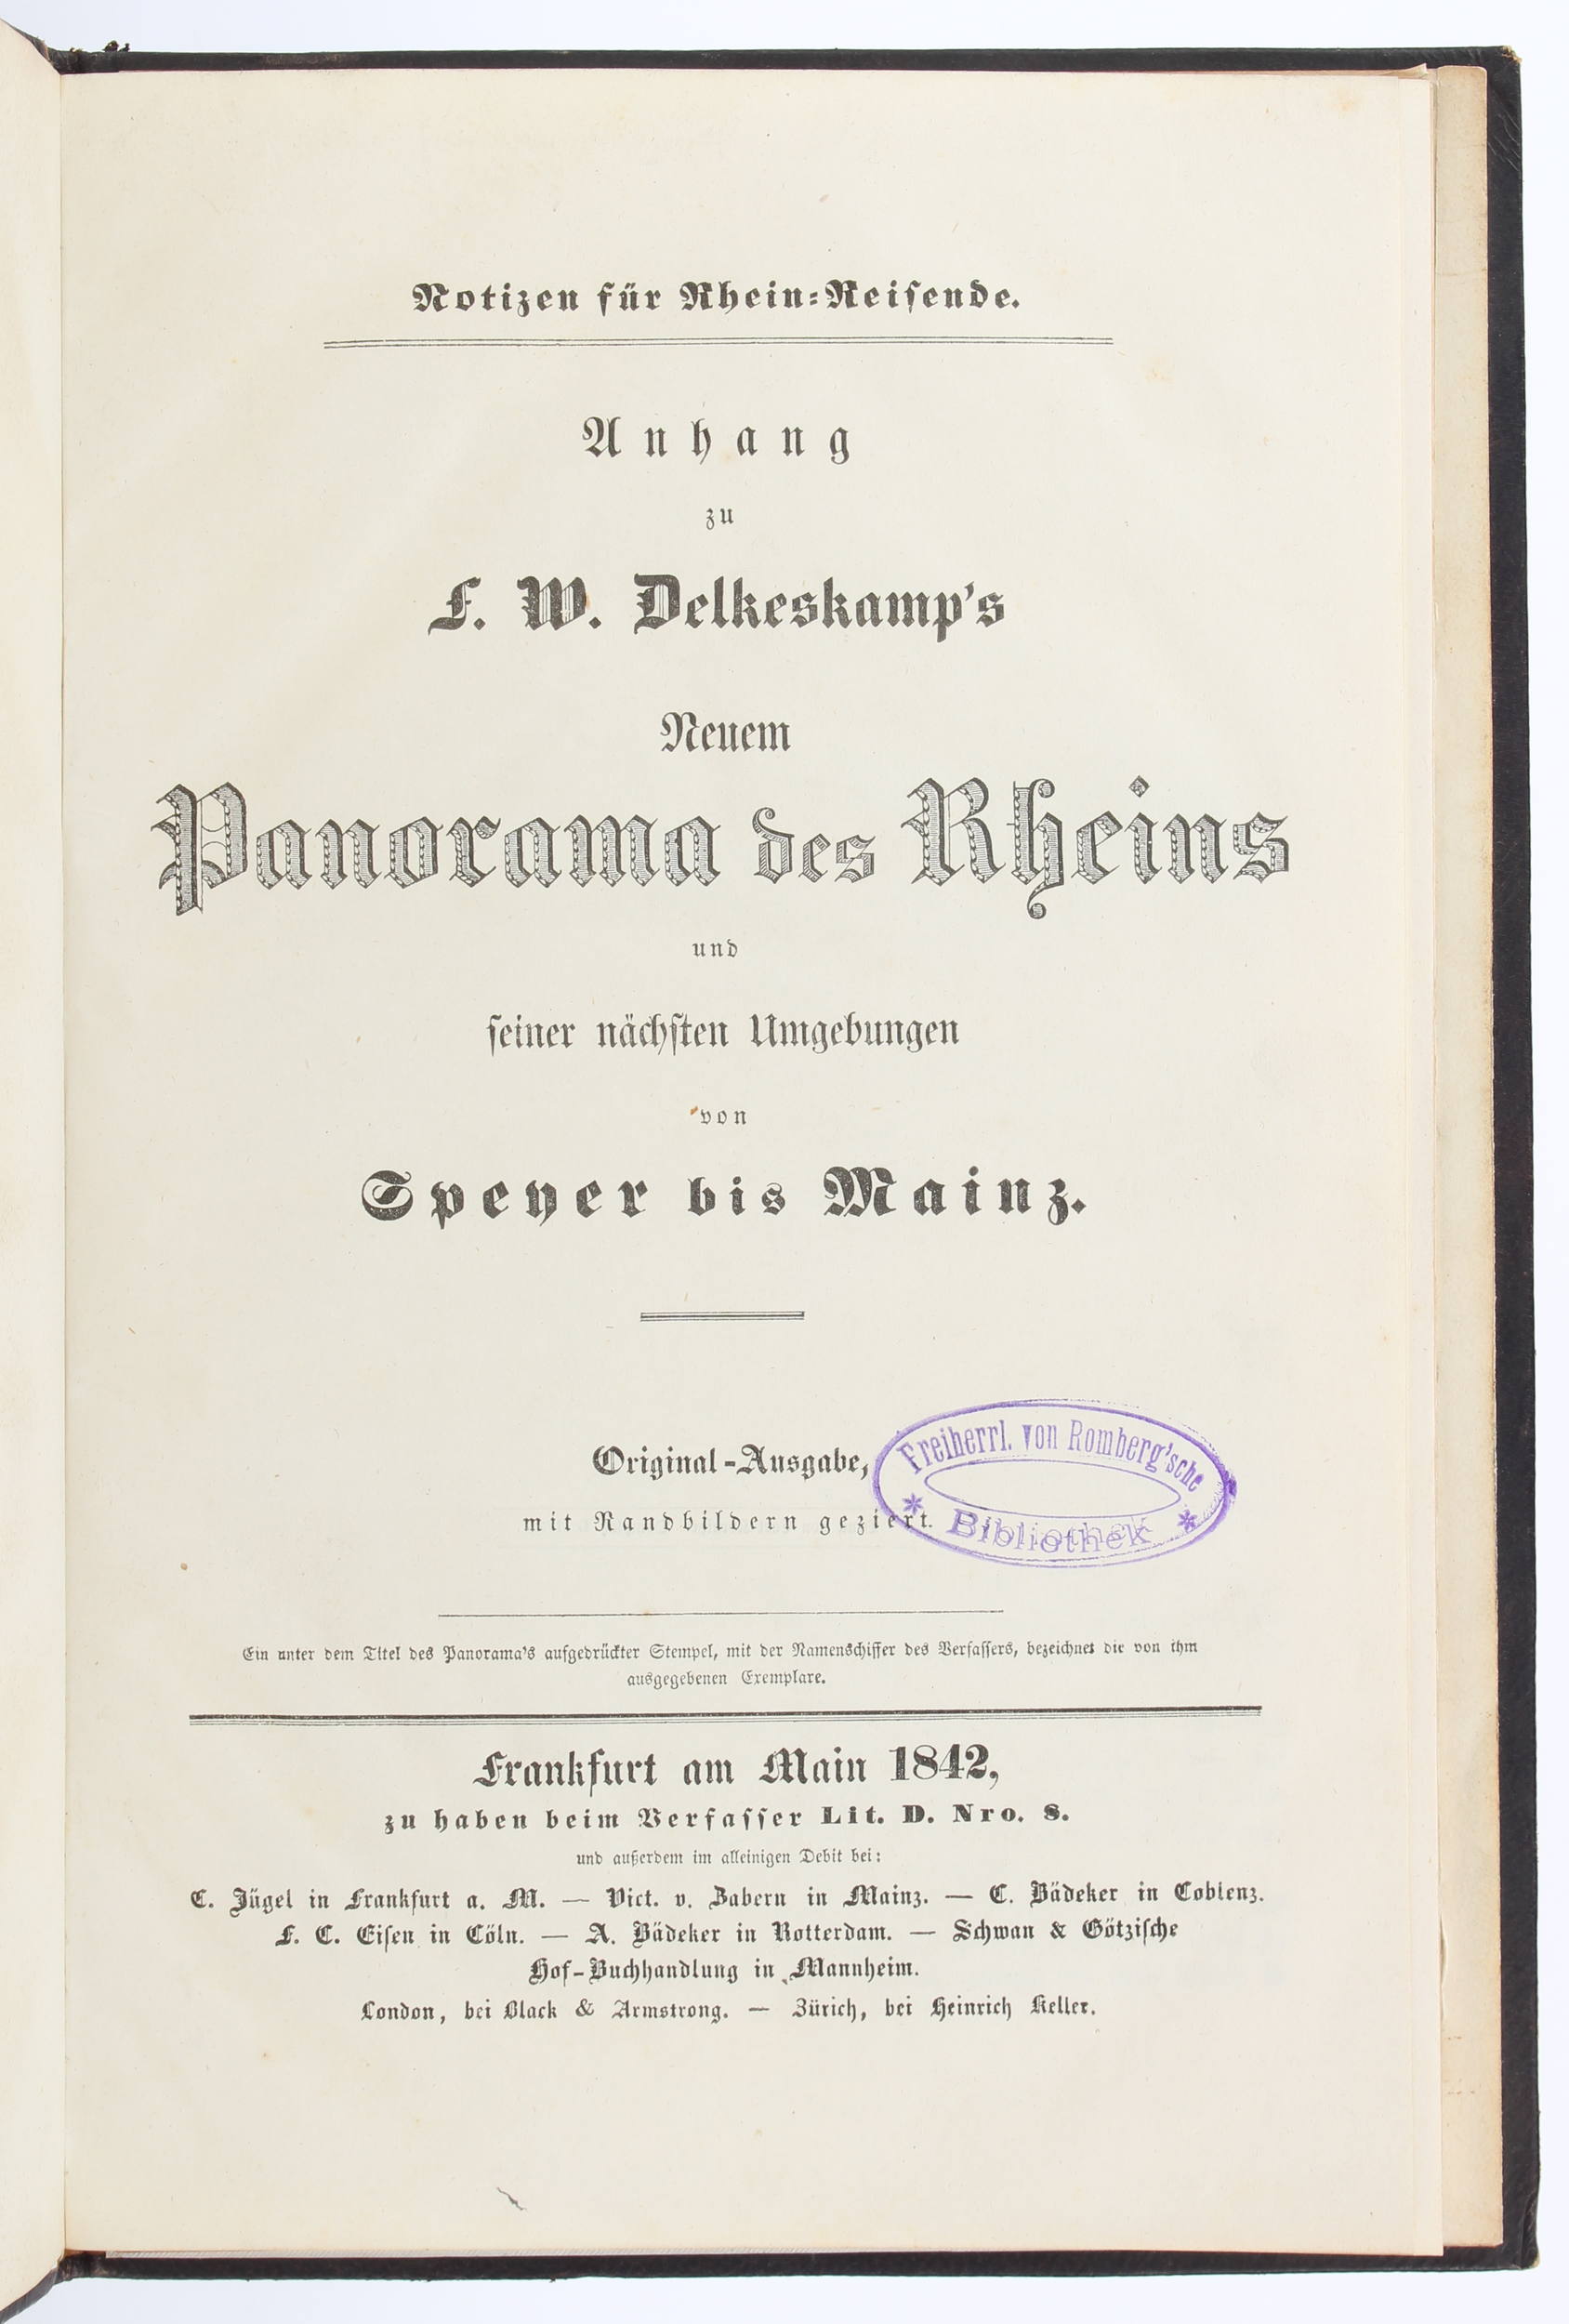 Notizen für Rhein-Reisende.
Anhang
zu
F. W. Delkeskamp's
Neuem
Panorama des Rheins
und
seiner nächsten Umgebungen
von
Speyer bis Mainz.
Original-Ausgabe,
mit Randbildern geziert.
Freiherrl. von Romberg'sche
* Bibliothek *
Ein unter dem Titel des Panorama's aufgedrückter Stempel, mit der Namenschiffer des Verfassers, bezeichnet die von ihm
ausgegebenen Exemplare.
Frankfurt am Main 1842,
zu haben beim Verfasser Lit. D. Nro. 8.
und außerdem im alleinigen Debit bei:
C. Jügel in Frankfurt a. M. — Vict. v. Zabern in Mainz. — C. Bädeker in Coblenz.
F. C. Eisen in Cöln. — A. Bädeker in Rotterdam. — Schwan & Götzische
Hof-Buchhandlung in Mannheim.
London, bei Black & Armstrong. — Zürich, bei Heinrich Keller.